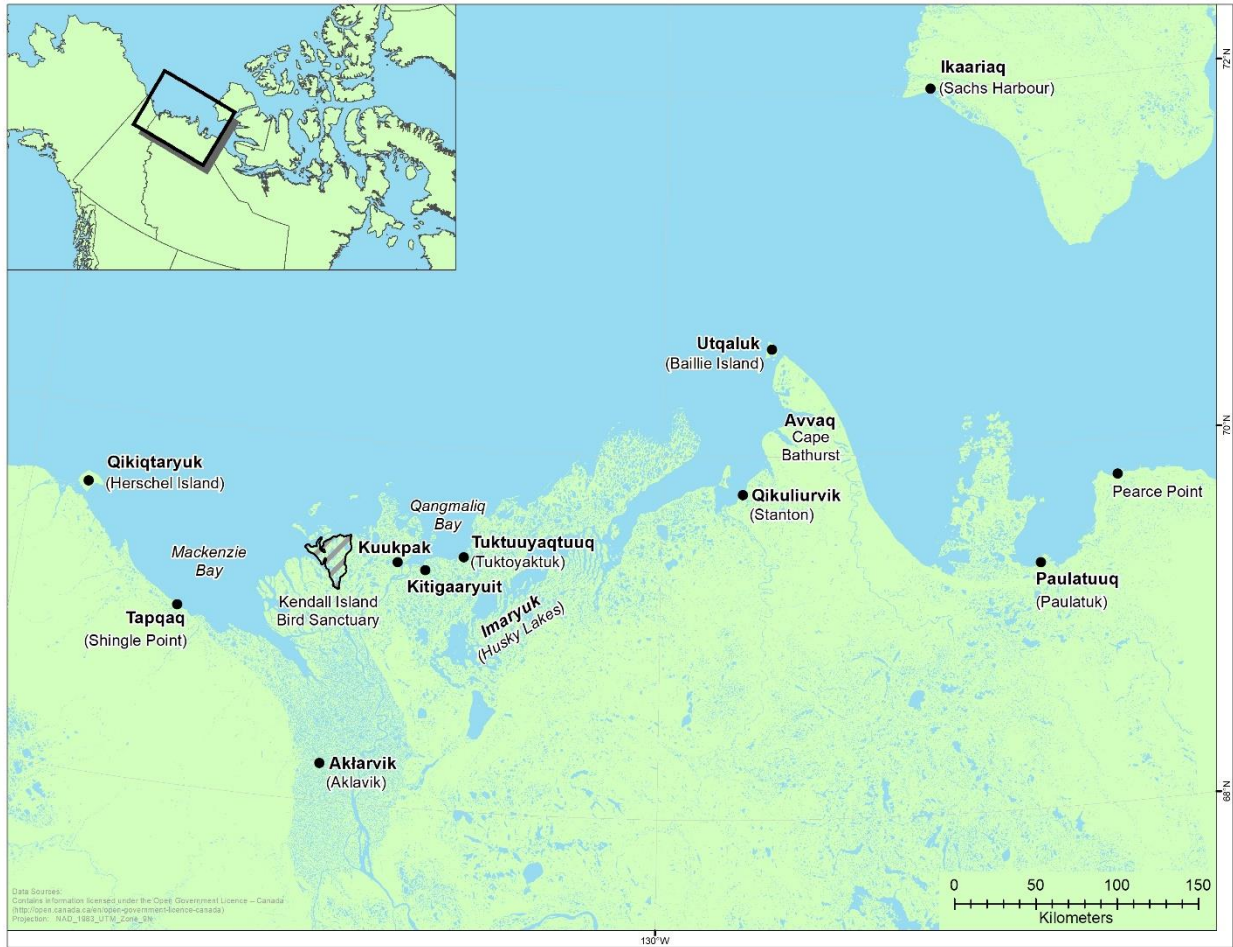 72°N
Ikaariaq
(Sachs Harbour)
Utqaluk
(Baillie Island)
Avvaq
Cape
Bathurst
70°N
Qikiqtaryuk
(Herschel Island)
Pearce Point
Qikuliurvik
(Stanton)
Qangmaliq
Bay
Mackenzie
Bay
Kuukpak
Tuktuuyaqtuuq
(Tuktoyaktuk)
Kitigaaryuit
Paulatuuq
(Paulatuk)
Kendall Island
Bird Sanctuary
Imaryuk
(Husky Lakes)
Tapqaq
(Shingle Point)
Akłarvik
(Aklavik)
68°N
0 50 100 150
Kilometers
Data Sources:
Contains information licensed under the Open Government Licence – Canada
(http://open.canada.ca/en/open-government-licence-canada)
Projection: NAD_1983_UTM_Zone_9N
130°W